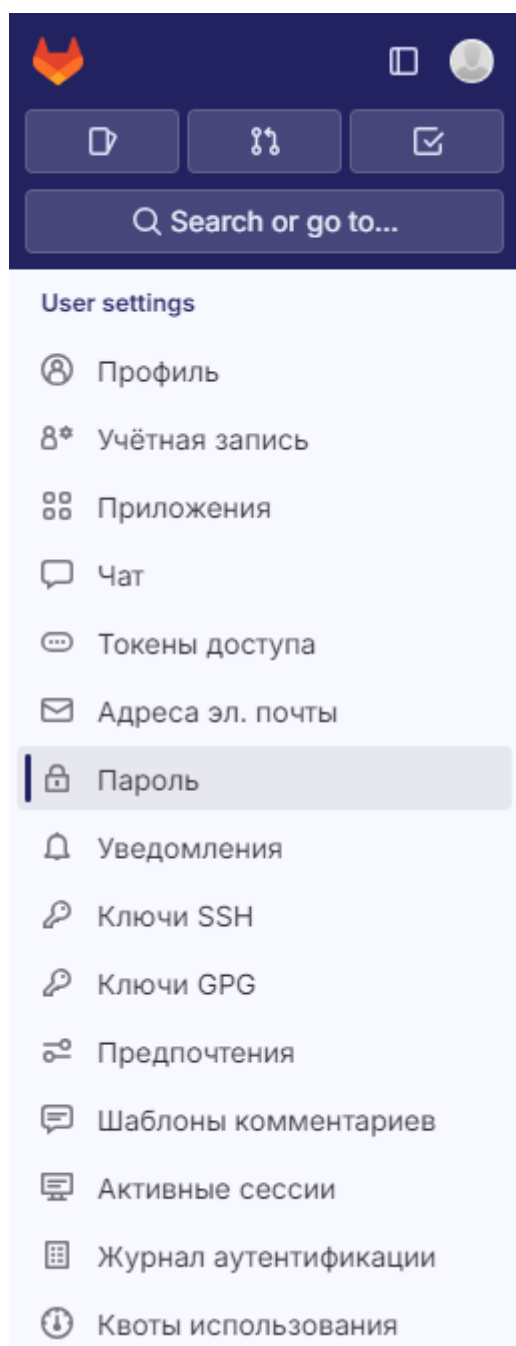 Search or go to...
User settings
Профиль
Учётная запись
Приложения
Чат
Токены доступа
Адреса эл. почты
Пароль
Уведомления
Ключи SSH
Ключи GPG
Предпочтения
Шаблоны комментариев
Активные сессии
Журнал аутентификации
Квоты использования